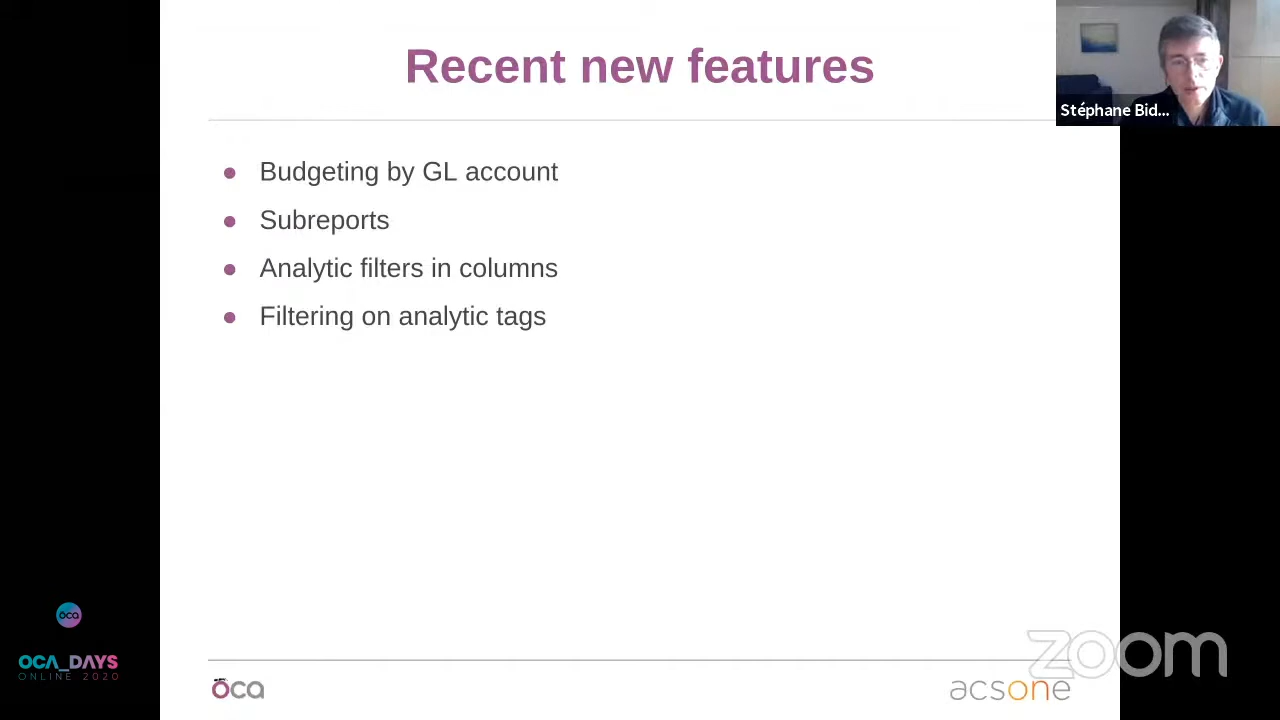 Recent new features
Stéphane Bid...
Budgeting by GL account
Subreports
Analytic filters in columns
Filtering on analytic tags
oca
OCA_DAYS
ONLINE 2020
oca
acsone
zoom